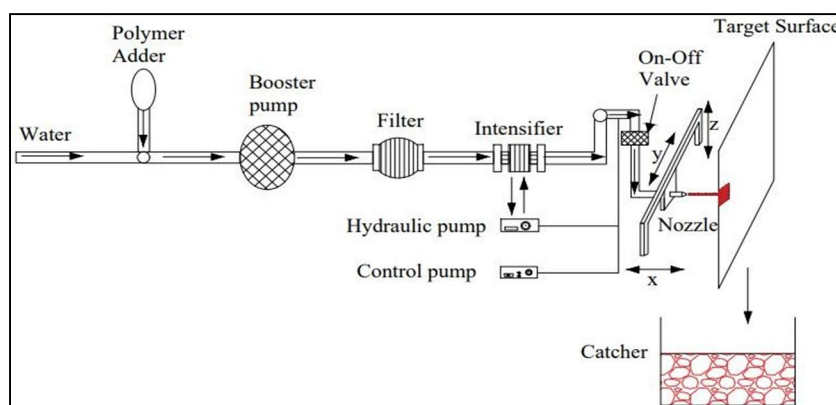 Target Surface
Polymer
Adder
On-Off
Valve
Booster
pump
Filter
Intensifier
Water
z
y
Nozzle
Hydraulic pump
Control pump
x
Catcher